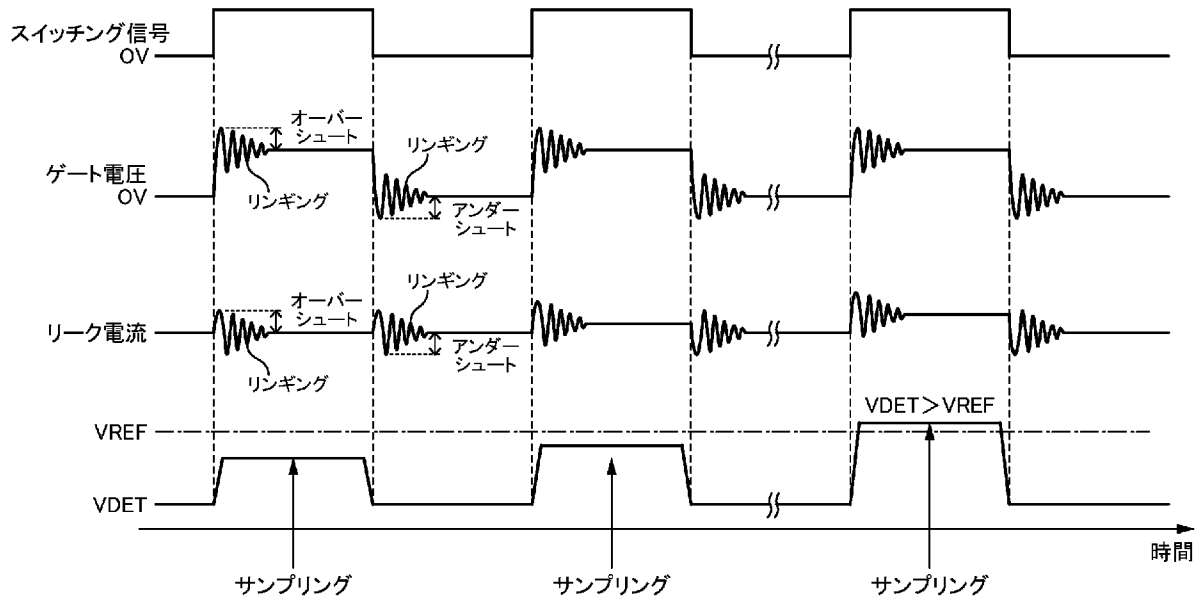 スイッチング信号
OV
オーバー
シュート
リンギング
ゲート電圧
OV
リンギング
アンダー
シュート
オーバー
シュート
リンギング
リーク電流
アンダー
シュート
リンギング
VDET＞VREF
VREF
VDET
時間
サンプリング
サンプリング
サンプリング